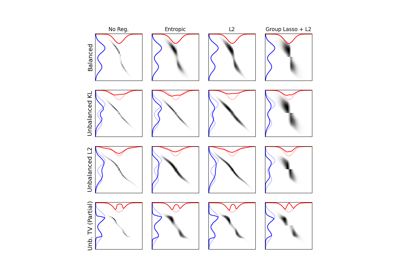 No Reg.
Entropic
L2
Group Lasso + L2
Balanced
Unbalanced KL
Unbalanced L2
Unb. TV (Partial)